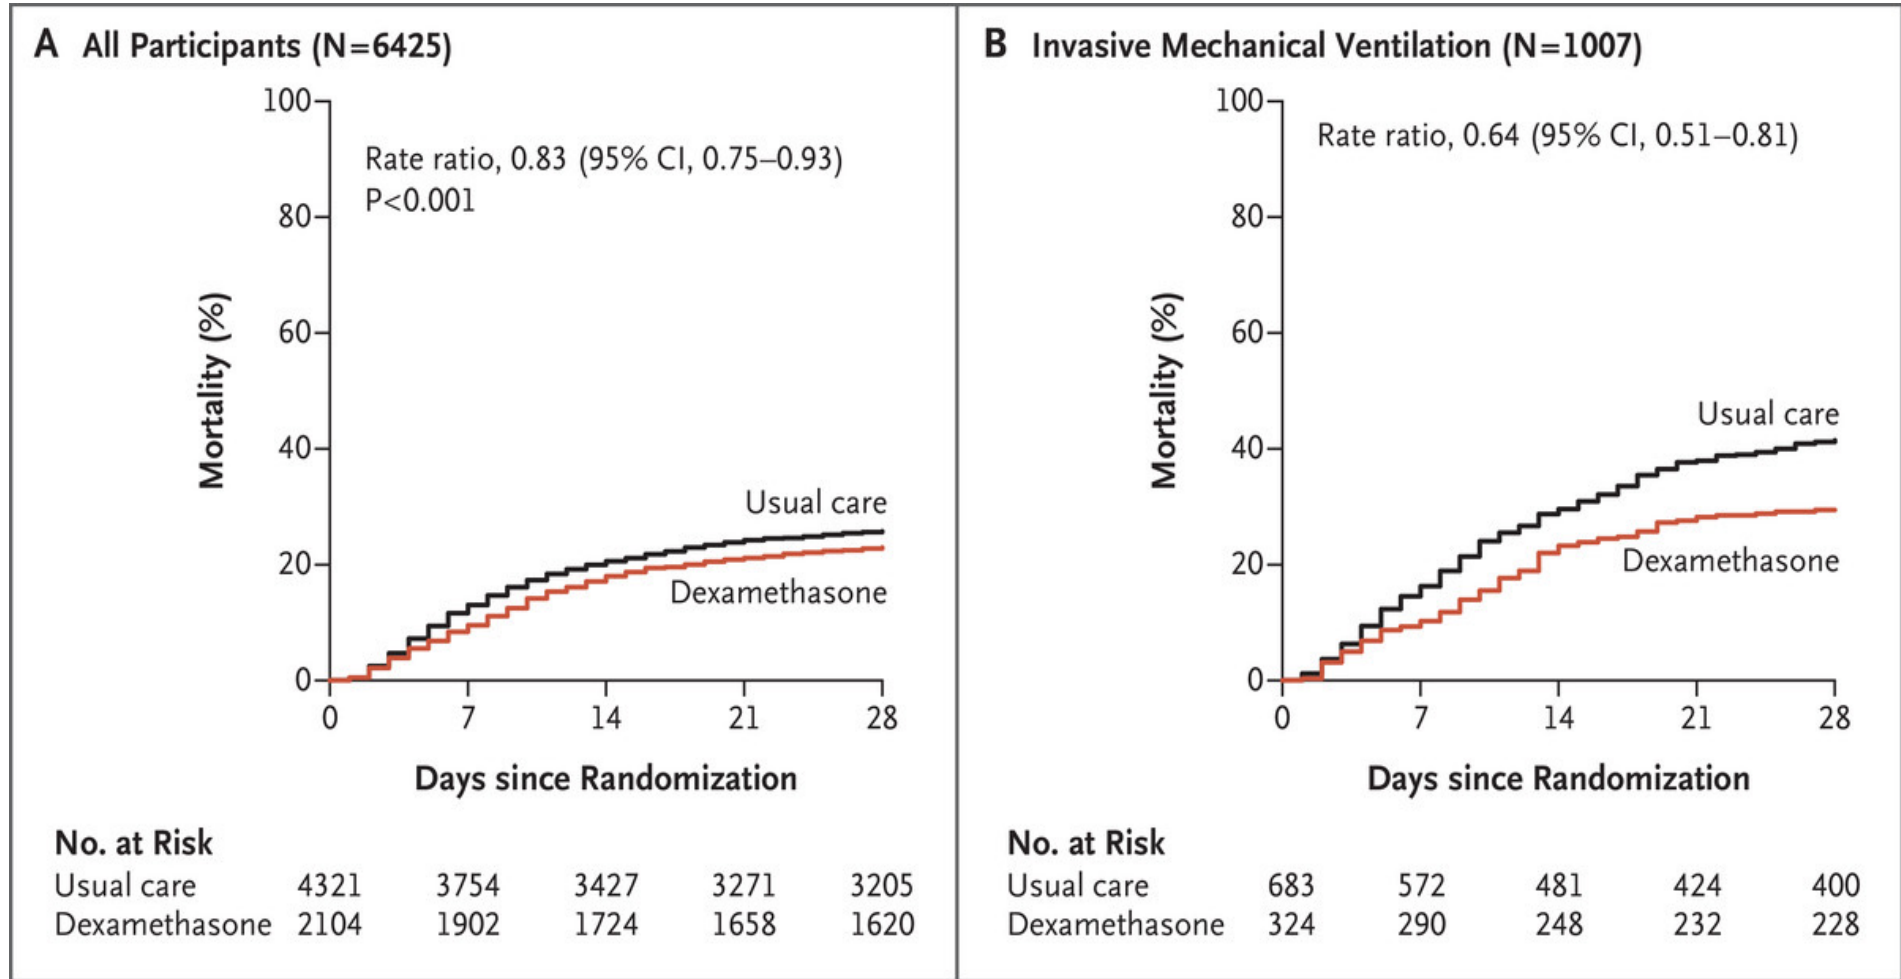 A All Participants (N=6425)
100
80
60
40
20
0
Mortality (%)
Rate ratio, 0.83 (95% CI, 0.75–0.93)
P<0.001
Usual care
Dexamethasone
0 7 14 21 28
Days since Randomization
No. at Risk
Usual care 4321 3754 3427 3271 3205
Dexamethasone 2104 1902 1724 1658 1620
B Invasive Mechanical Ventilation (N=1007)
100
80
60
40
20
0
Mortality (%)
Rate ratio, 0.64 (95% CI, 0.51–0.81)
Usual care
Dexamethasone
0 7 14 21 28
Days since Randomization
No. at Risk
Usual care 683 572 481 424 400
Dexamethasone 324 290 248 232 228